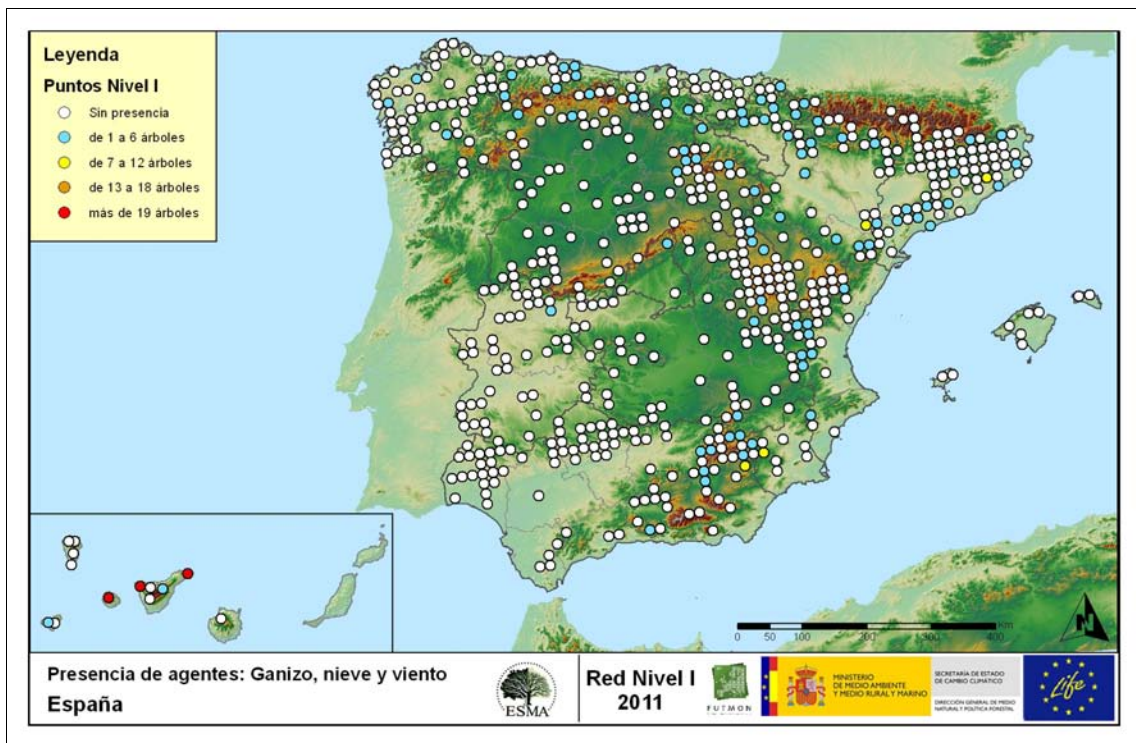 Leyenda
Puntos Nivel I
Sin presencia
de 1 a 6 árboles
de 7 a 12 árboles
de 13 a 18 árboles
más de 19 árboles
N
Km
0 50 100 200 300 400
Presencia de agentes: Ganizo, nieve y viento
España
ESMA
Red Nivel I
2011
FUTMON
MINISTERIO
DE MEDIO AMBIENTE
Y MEDIO RURAL Y MARINO
SECRETARÍA DE ESTADO
DE CAMBIO CLIMÁTICO
DIRECCIÓN GENERAL DE MEDIO
NATURAL Y POLÍTICA FORESTAL
Life